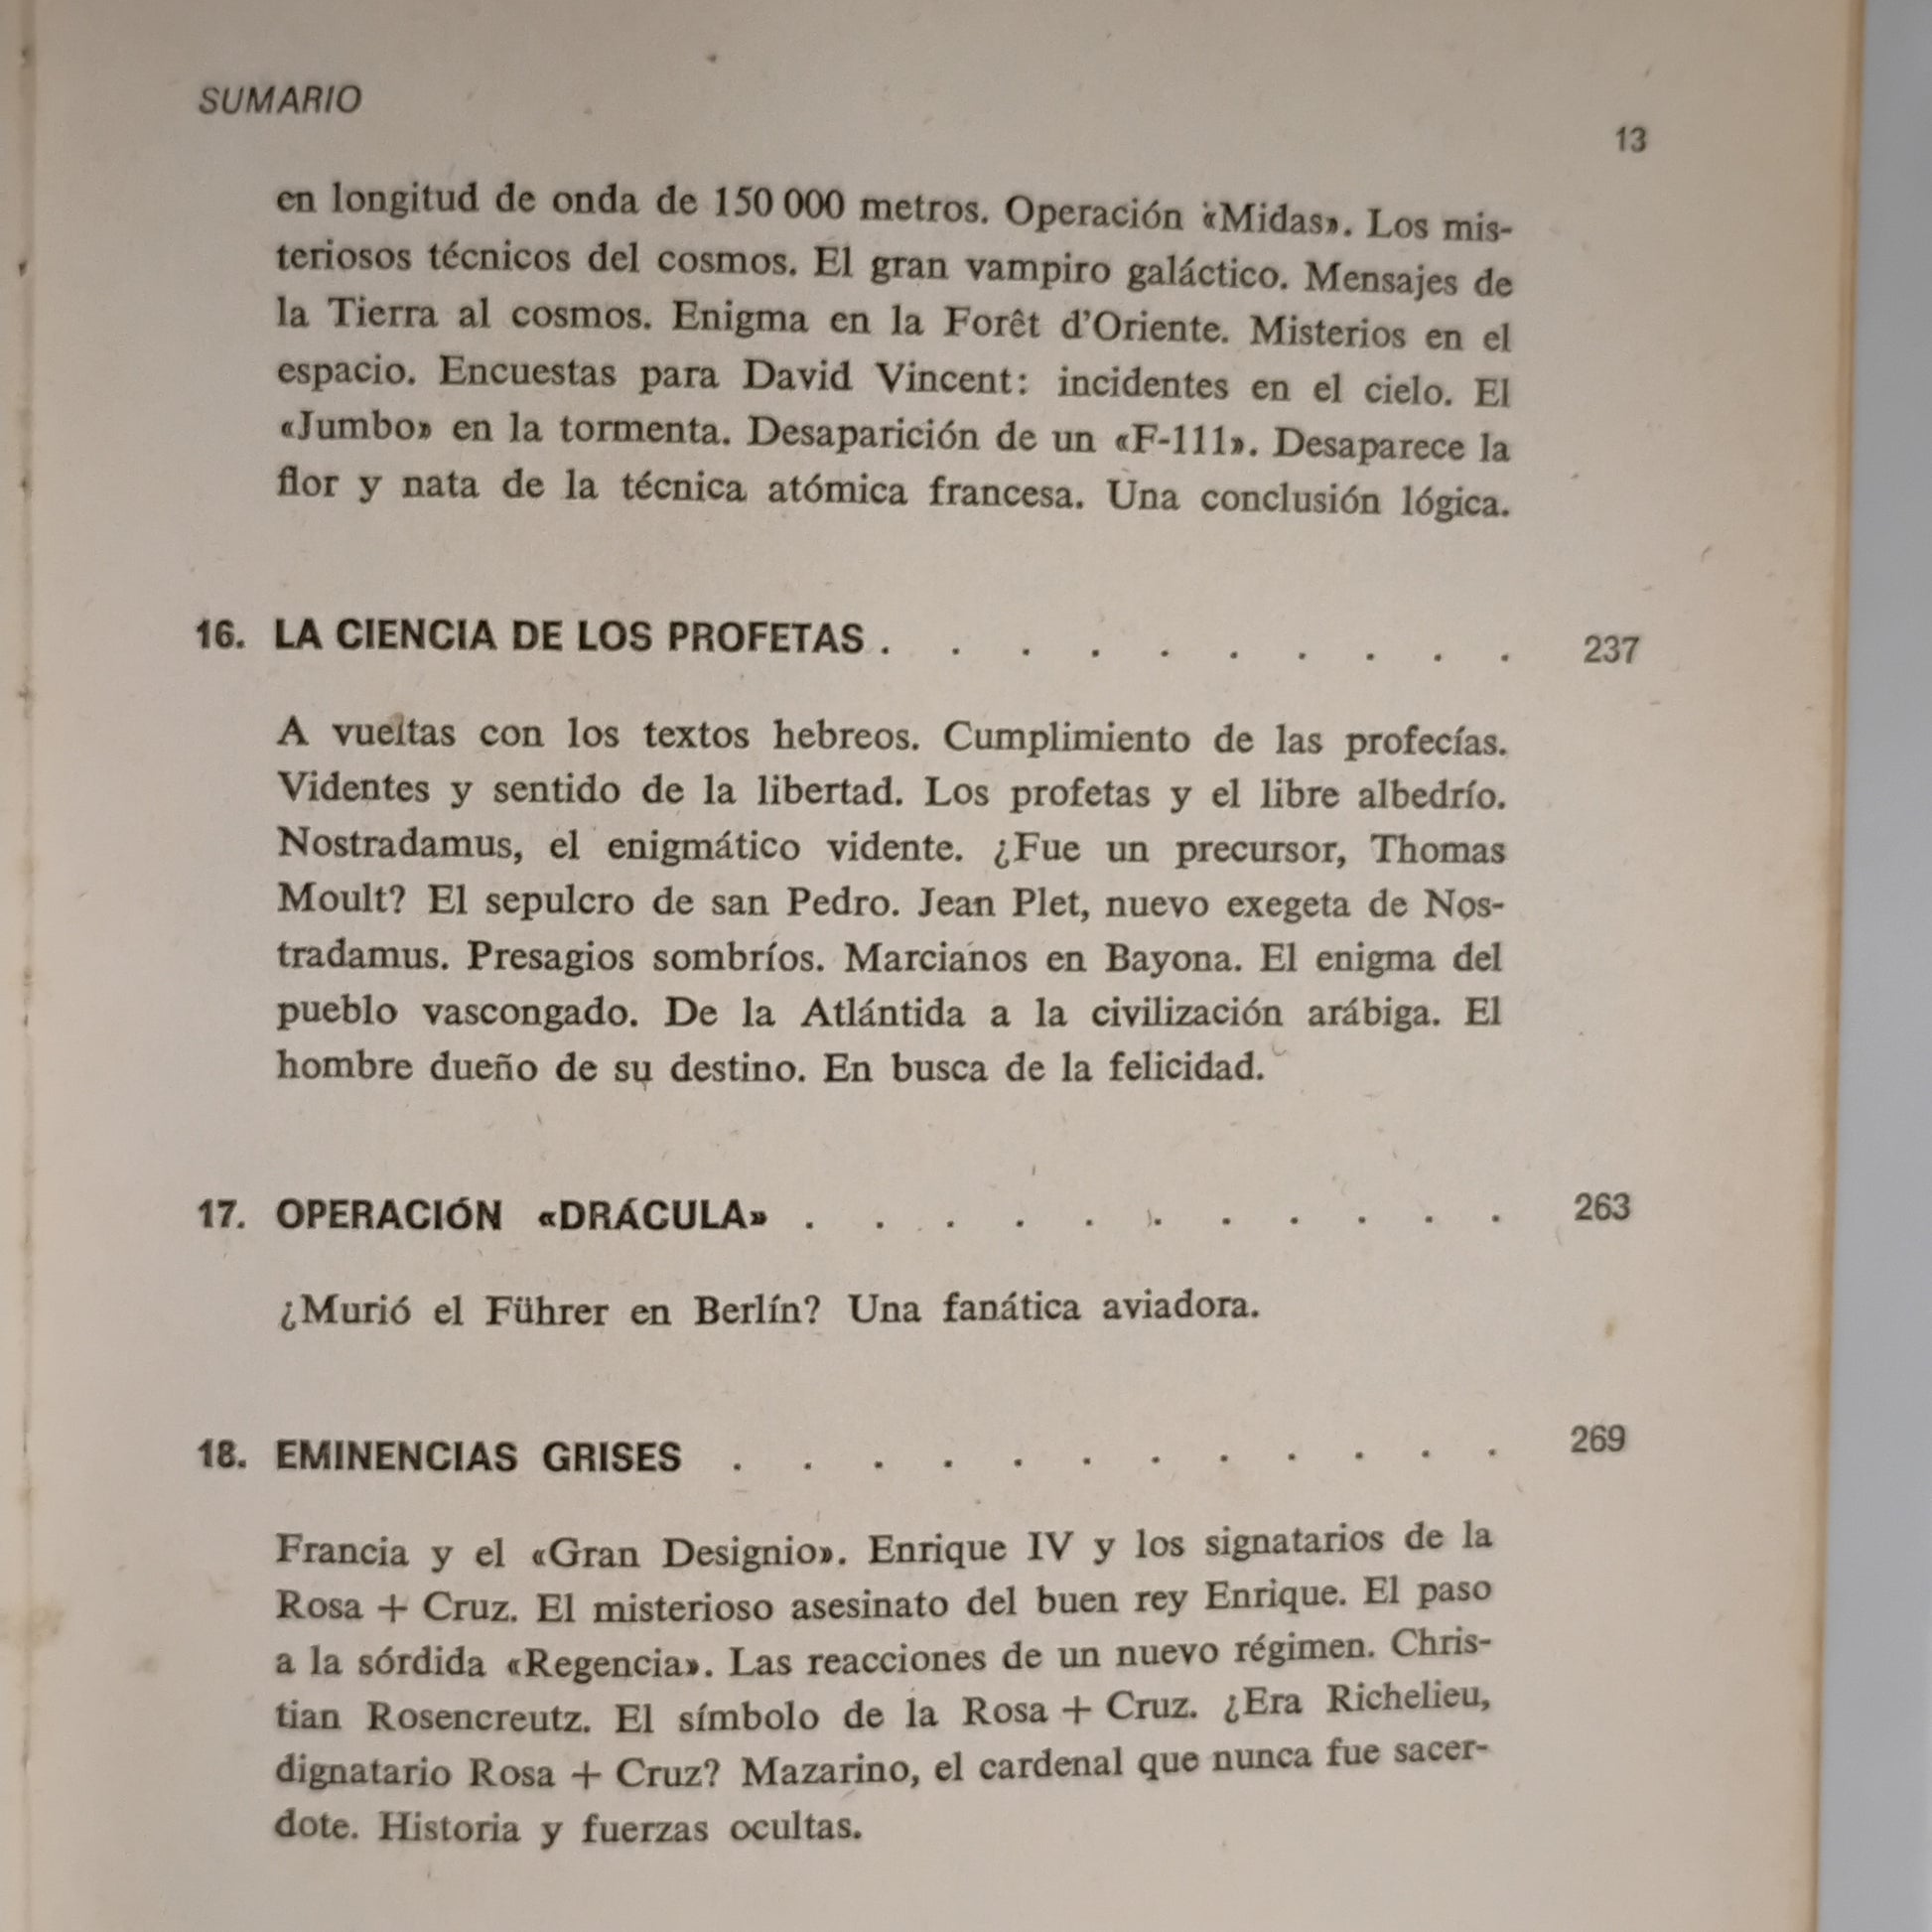 SUMARIO
13
en longitud de onda de 150 000 metros. Operación «Midas». Los mis-
teriosos técnicos del cosmos. El gran vampiro galáctico. Mensajes de
la Tierra al cosmos. Enigma en la Forêt d'Oriente. Misterios en el
espacio. Encuestas para David Vincent: incidentes en el cielo. El
«Jumbo» en la tormenta. Desaparición de un «F-111». Desaparece la
flor y nata de la técnica atómica francesa. Una conclusión lógica.
16. LA CIENCIA DE LOS PROFETAS . . . . . . . . . . 237
A vueltas con los textos hebreos. Cumplimiento de las profecías.
Videntes y sentido de la libertad. Los profetas y el libre albedrío.
Nostradamus, el enigmático vidente. ¿Fue un precursor, Thomas
Moult? El sepulcro de san Pedro. Jean Plet, nuevo exegeta de Nos-
tradamus. Presagios sombríos. Marcianos en Bayona. El enigma del
pueblo vascongado. De la Atlántida a la civilización arábiga. El
hombre dueño de su destino. En busca de la felicidad.
17. OPERACIÓN «DRÁCULA» . . . . . . . . . . . 263
¿Murió el Führer en Berlín? Una fanática aviadora.
18. EMINENCIAS GRISES . . . . . . . . . . . . 269
Francia y el «Gran Designio». Enrique IV y los signatarios de la
Rosa + Cruz. El misterioso asesinato del buen rey Enrique. El paso
a la sórdida «Regencia». Las reacciones de un nuevo régimen. Chris-
tian Rosencreutz. El símbolo de la Rosa + Cruz. ¿Era Richelieu,
dignatario Rosa + Cruz? Mazarino, el cardenal que nunca fue sacer-
dote. Historia y fuerzas ocultas.